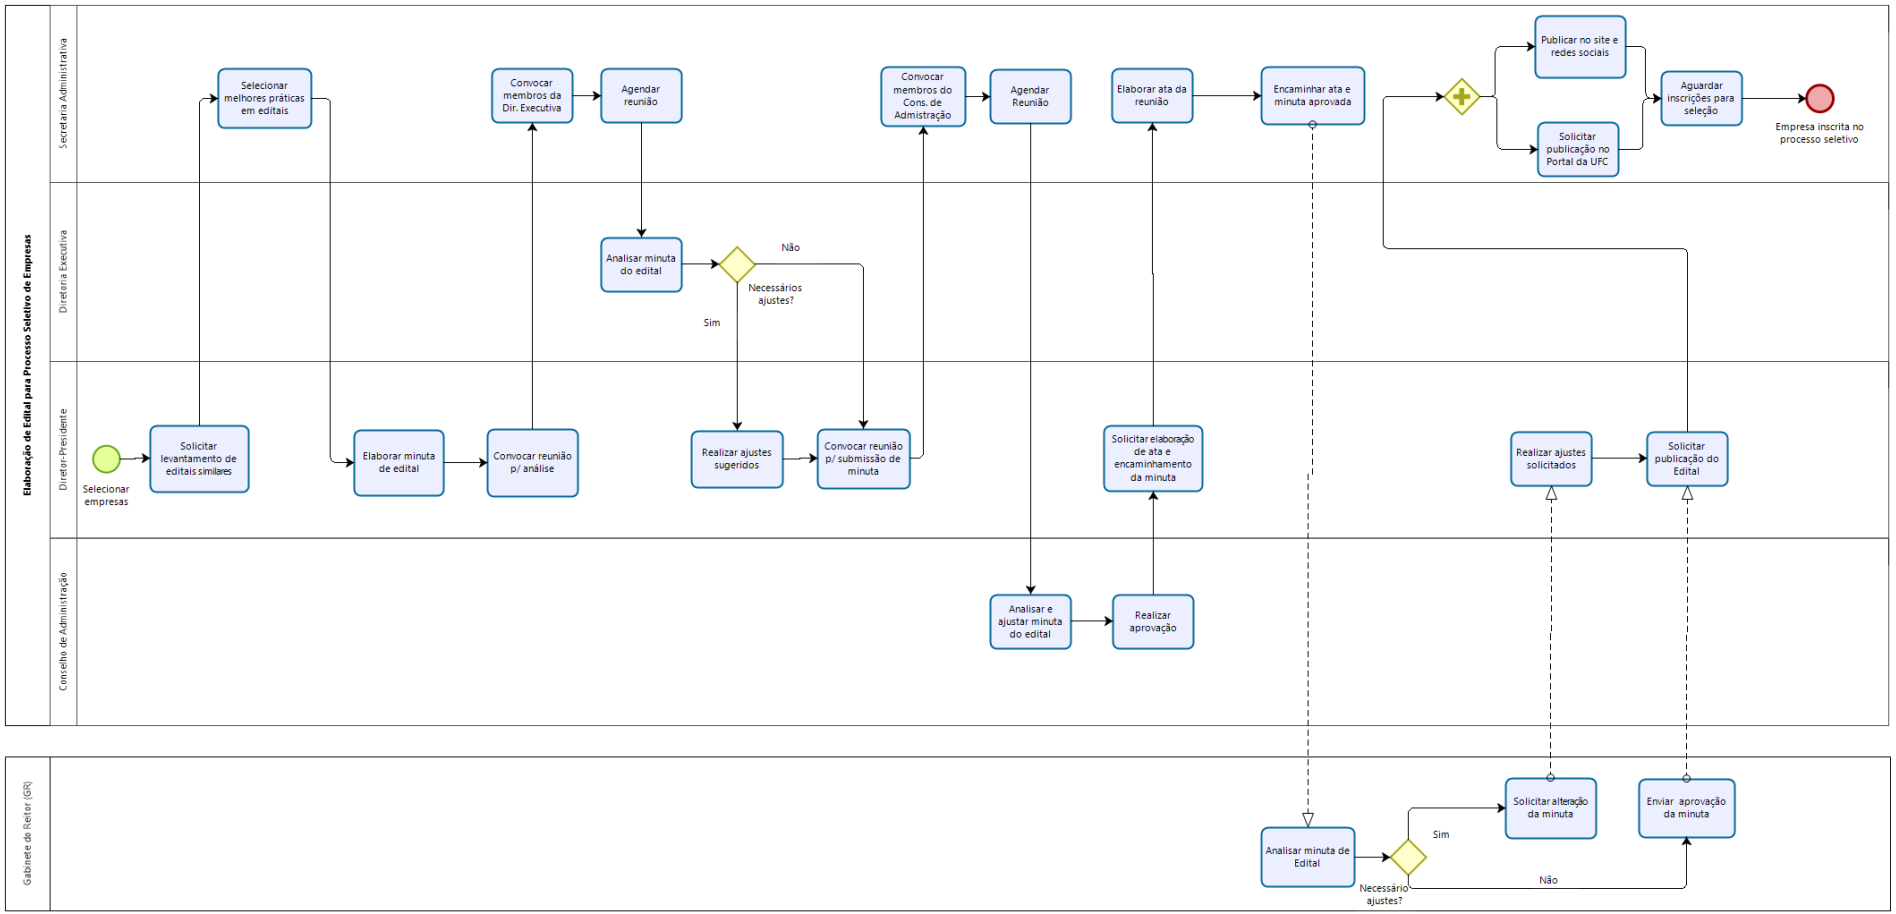 Elaboração de Edital para Processo Seletivo de Empresas
Secretaria Administrativa
Selecionar
melhores práticas
em editais
Convocar
membros da
Dir. Executiva
Agendar
reunião
Convocar
membros do
Cons. de
Admistração
Agendar
Reunião
Elaborar ata da
reunião
Encaminhar ata e
minuta aprovada
Publicar no site e
redes sociais
Solicitar
publicação no
Portal da UFC
Aguardar
inscrições para
seleção
Empresa inscrita no
processo seletivo
Diretoria Executiva
Analisar minuta
do edital
Não
Necessários
ajustes?
Sim
Diretor-Presidente
Selecionar
empresas
Solicitar
levantamento de
editais similares
Elaborar minuta
de edital
Convocar reunião
p/ análise
Realizar ajustes
sugeridos
Convocar reunião
p/ submissão de
minuta
Solicitar elaboração
de ata e
encaminhamento
da minuta
Realizar ajustes
solicitados
Solicitar
publicação do
Edital
Conselho de Administração
Analisar e
ajustar minuta
do edital
Realizar
aprovação
Gabinete do Reitor (GR)
Analisar minuta de
Edital
Necessário
ajustes?
Sim
Não
Solicitar alteração
da minuta
Enviar aprovação
da minuta